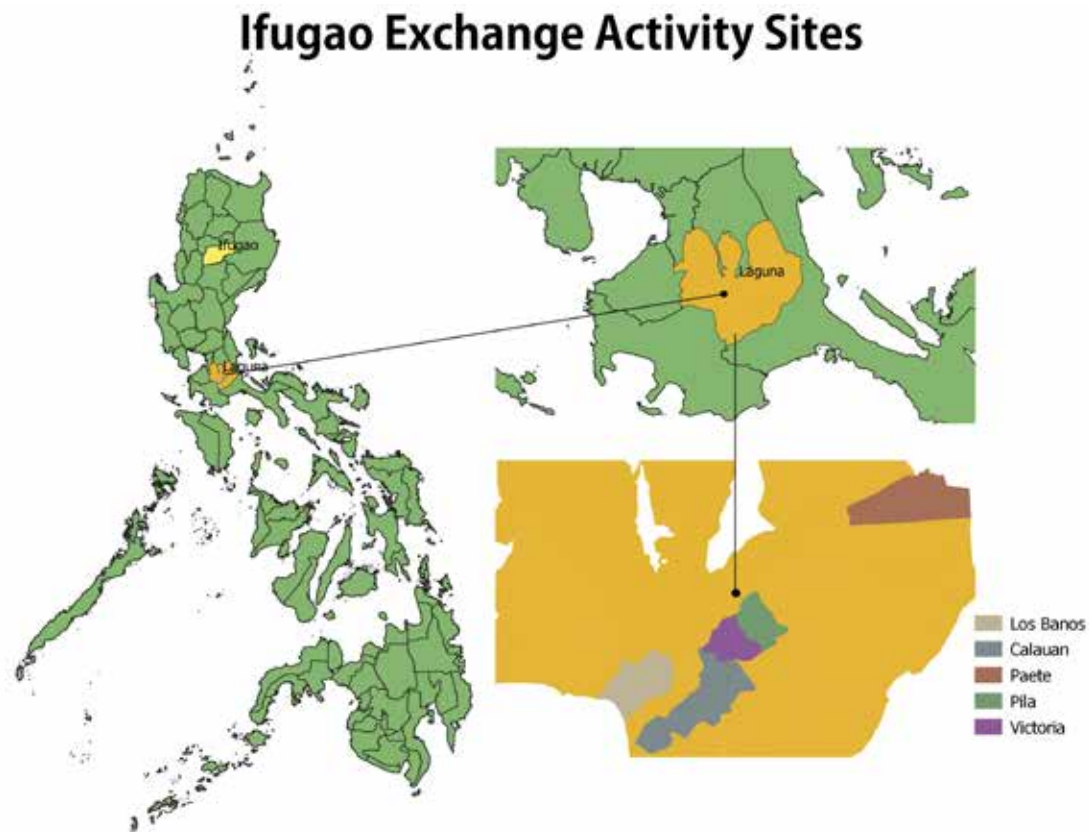 Ifugao Exchange Activity Sites
Ifugao
Laguna
Laguna
Los Banos
Calauan
Paete
Pila
Victoria